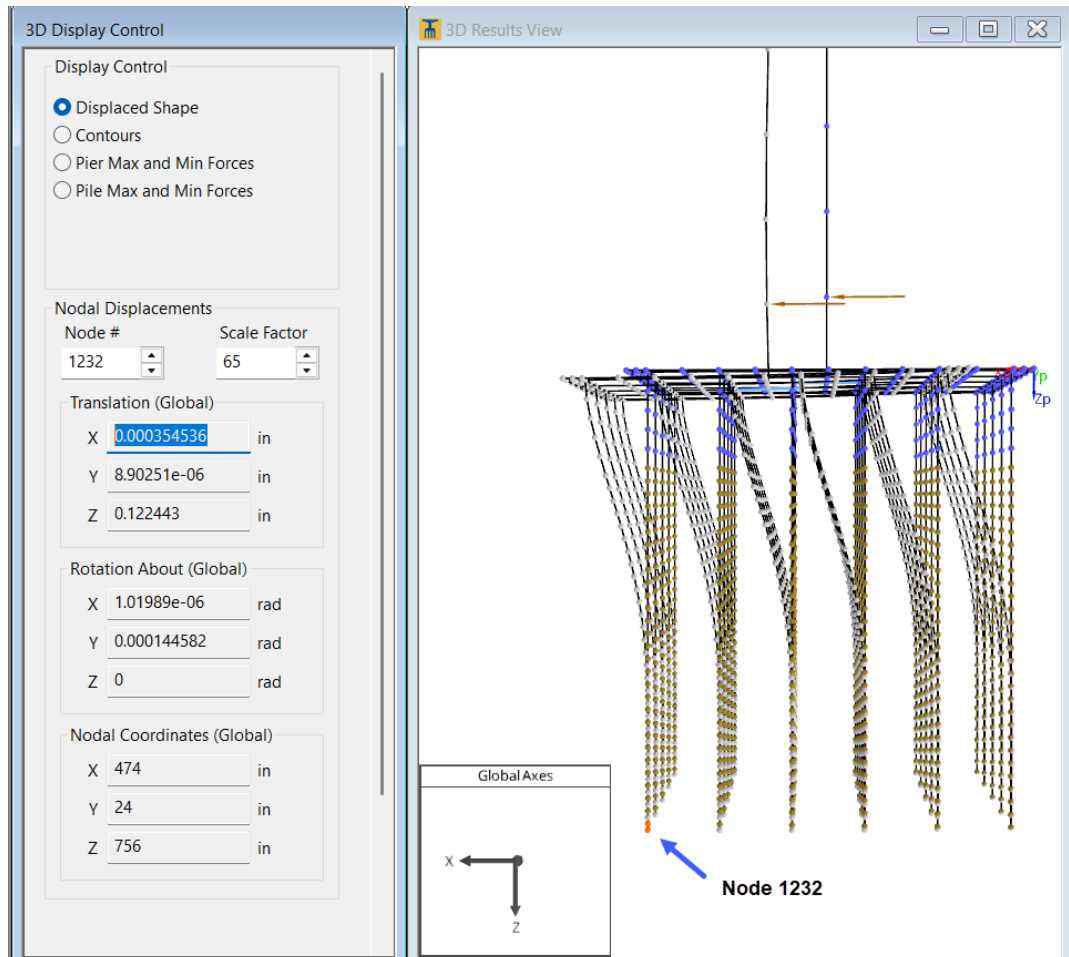 3D Display Control
Display Control
Displaced Shape
Contours
Pier Max and Min Forces
Pile Max and Min Forces
Nodal Displacements
Node # Scale Factor
1232 65
Translation (Global)
X 0.000354536 in
Y 8.90251e-06 in
Z 0.122443 in
Rotation About (Global)
X 1.01989e-06 rad
Y 0.000144582 rad
Z 0 rad
Nodal Coordinates (Global)
X 474 in
Y 24 in
Z 756 in
3D Results View
Yp
Zp
Global Axes
X
Z
Node 1232